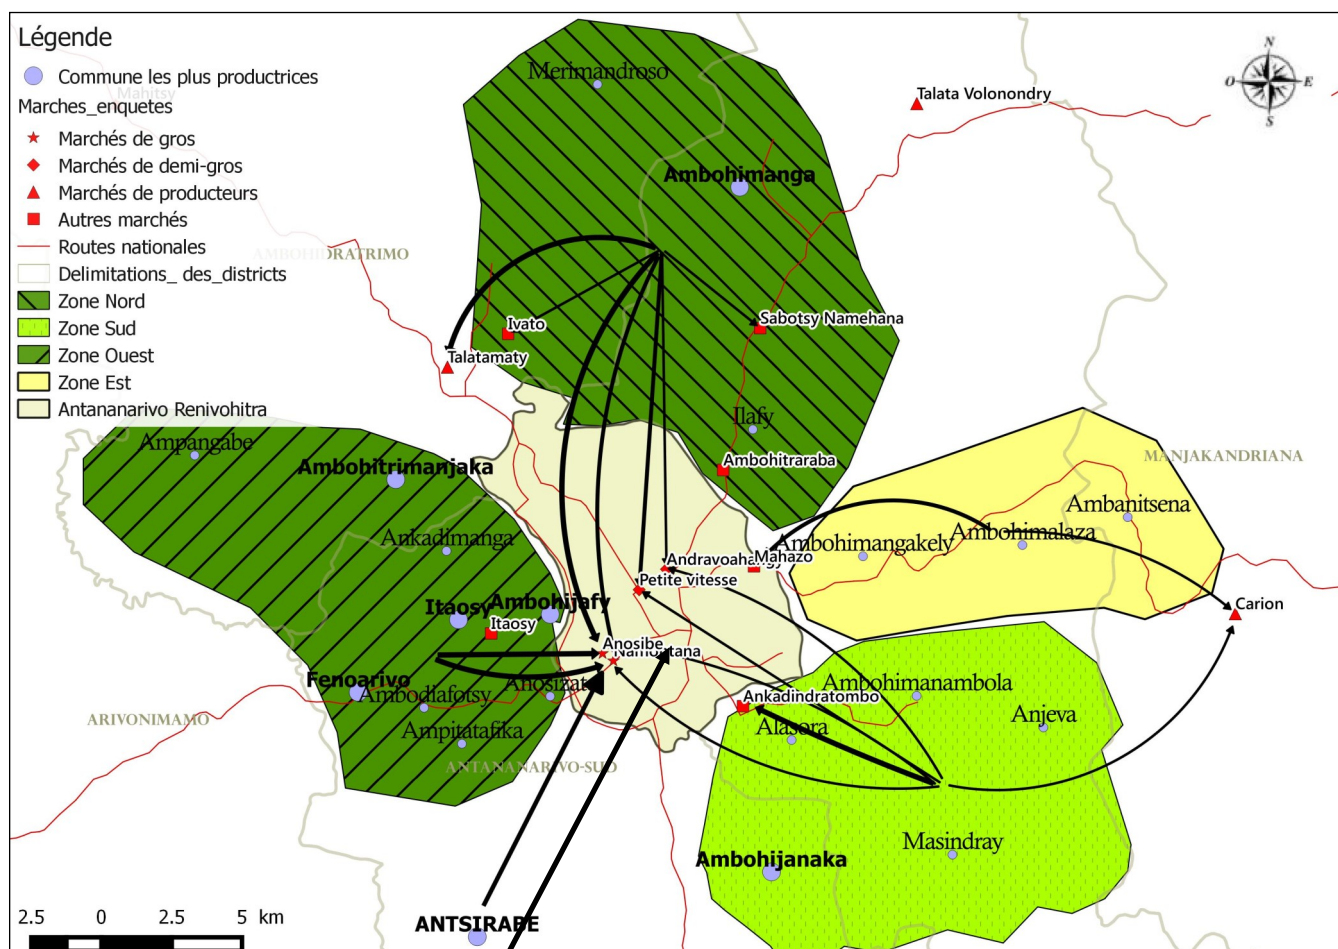 Légende
Commune les plus productrices
Mahitsy
Marches_enquetes
Marchés de gros
Marchés de demi-gros
Marchés de producteurs
Autres marchés
Routes nationales
Delimitations_ des_districts
Zone Nord
Zone Sud
Zone Ouest
Zone Est
Antananarivo Renivohitra
N
O
E
S
Merimandroso
Talata Volonondry
Ambohimanga
AMBOHIDRATRIMO
Ivato
Sabotsy Namehana
Talatamaty
Ilafy
Ampangabe
Ambohitrimanjaka
Ambohitraraba
MANJAKANDRIANA
Ambanitsena
Ankadimanga
Ambohimangakely
Ambohimalaza
Andravoahangy
Mahazo
Petite vitesse
Itaosy
Ambohijafy
Itaosy
Carion
Anosibe
Namontana
Fenoarivo
Ambodiafotsy
Anosizato
Ankadindratombo
Ambohimanambola
ARIVONIMAMO
Ampitatafika
Alasora
Anjeva
ANTANANARIVO-SUD
Masindray
Ambohijanaka
ANTSIRABE
2.5 0 2.5 5 km